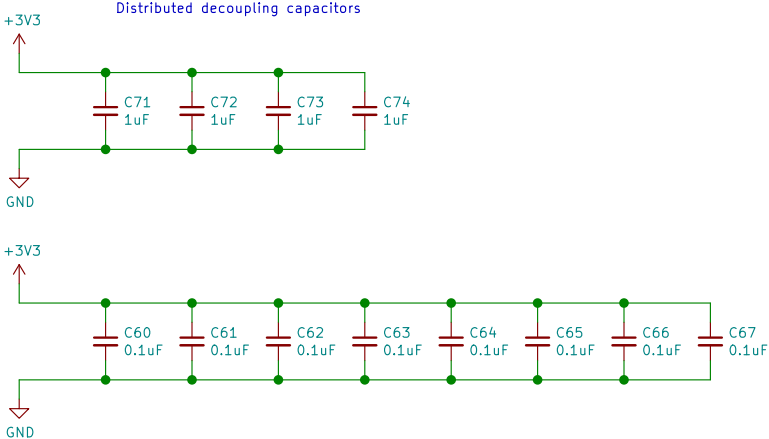 Distributed decoupling capacitors
+3V3
C71 C72 C73 C74
1uF 1uF 1uF 1uF
GND
+3V3
C60 C61 C62 C63 C64 C65 C66 C67
0.1uF 0.1uF 0.1uF 0.1uF 0.1uF 0.1uF 0.1uF 0.1uF
GND